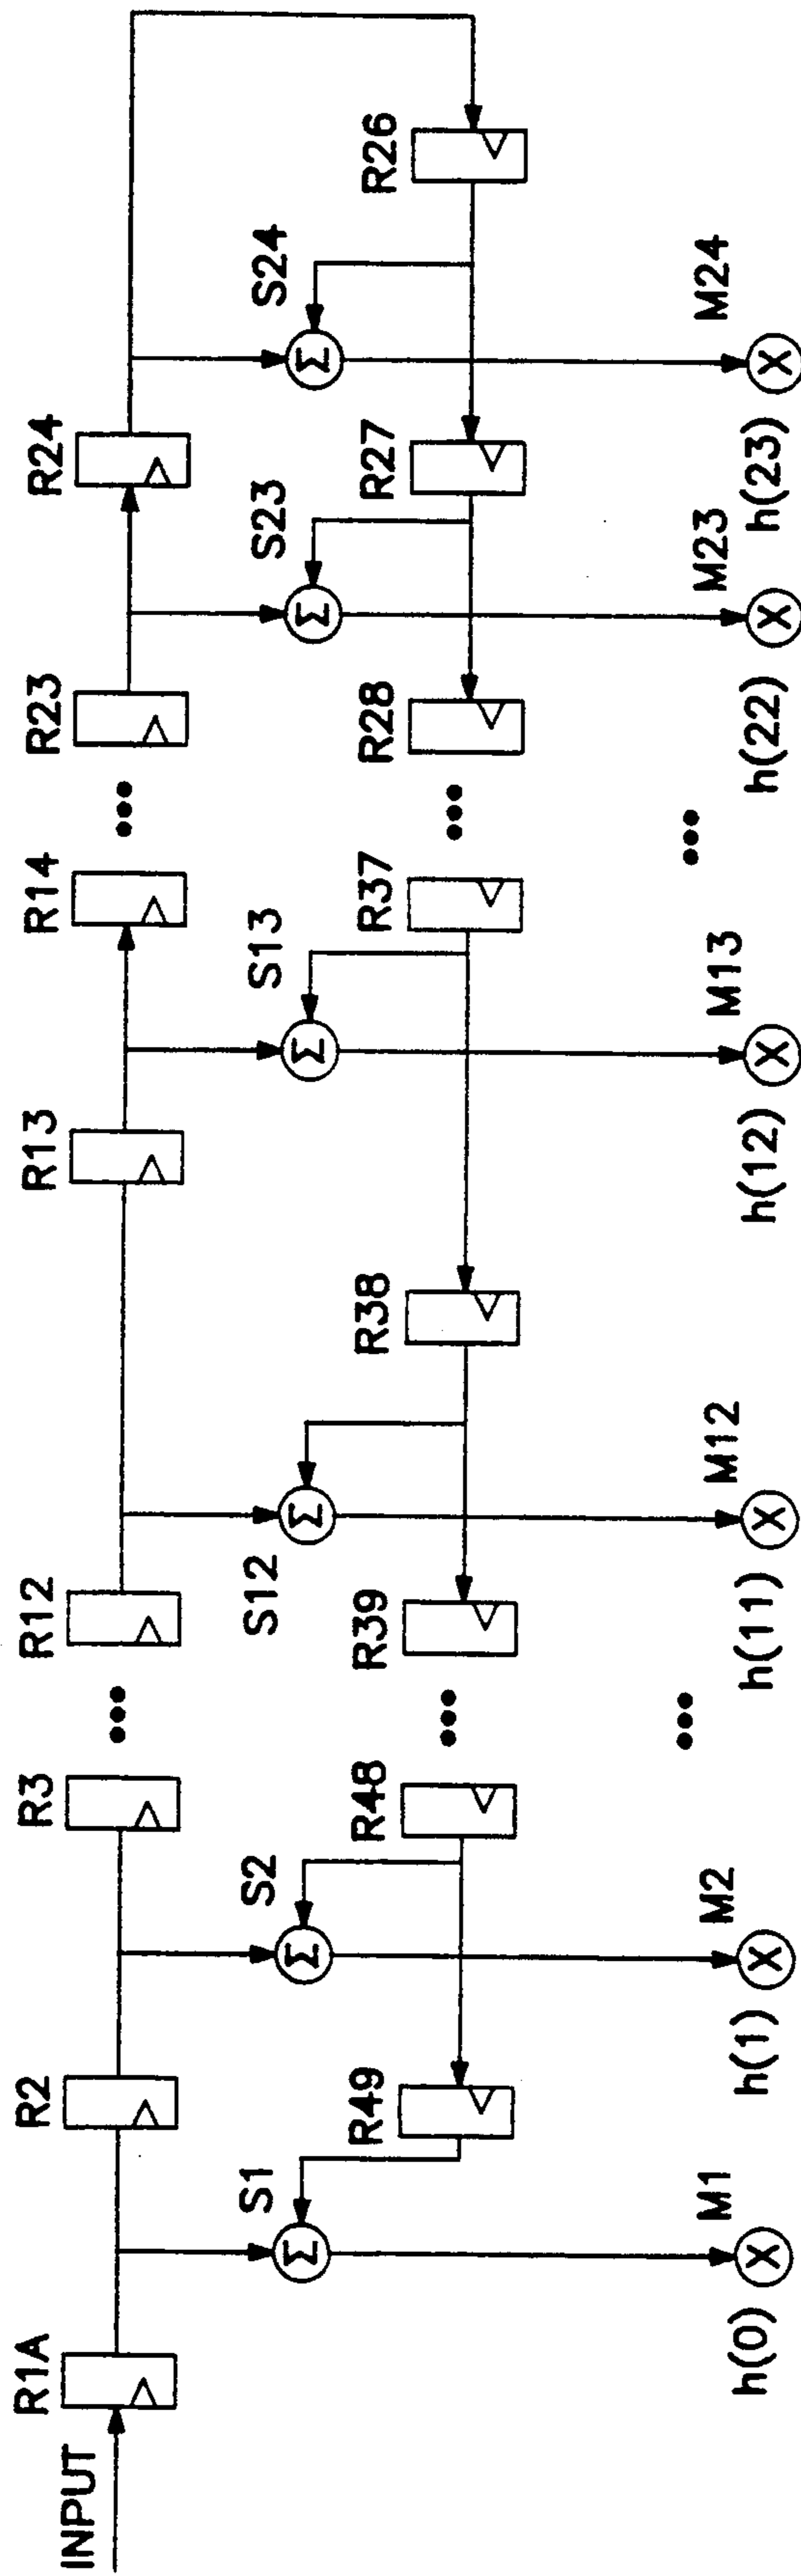 INPUT
R1A R2 R3 ••• R12 R13 R14 ••• R23 R24
S1 S2 S12 S13 S23 S24
Σ Σ Σ Σ Σ Σ
R49 R48 ••• R39 R38 R37 ••• R28 R27 R26
M1 M2 M12 M13 M23 M24
•••
•••
h(0) X h(1) X h(11) X h(12) X h(22) X h(23) X